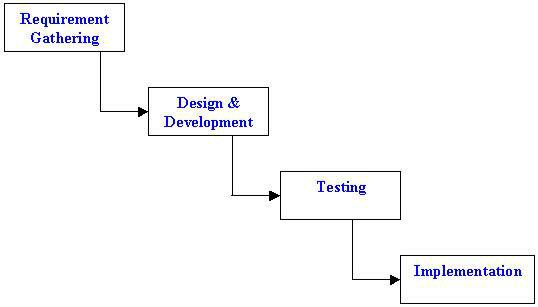 Requirement
Gathering
Design &
Development
Testing
Implementation